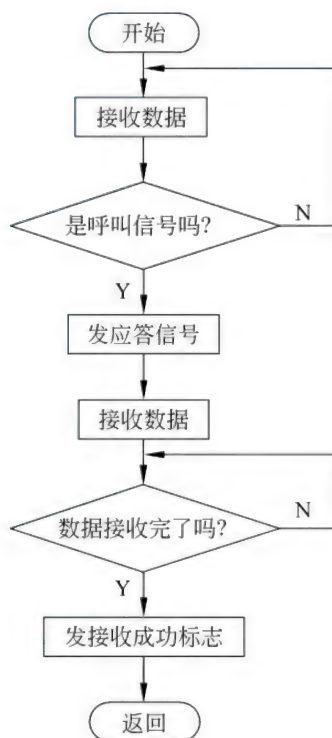 开始
接收数据
是呼叫信号吗?
N
Y
发应答信号
接收数据
数据接收完了吗?
N
Y
发接收成功标志
返回